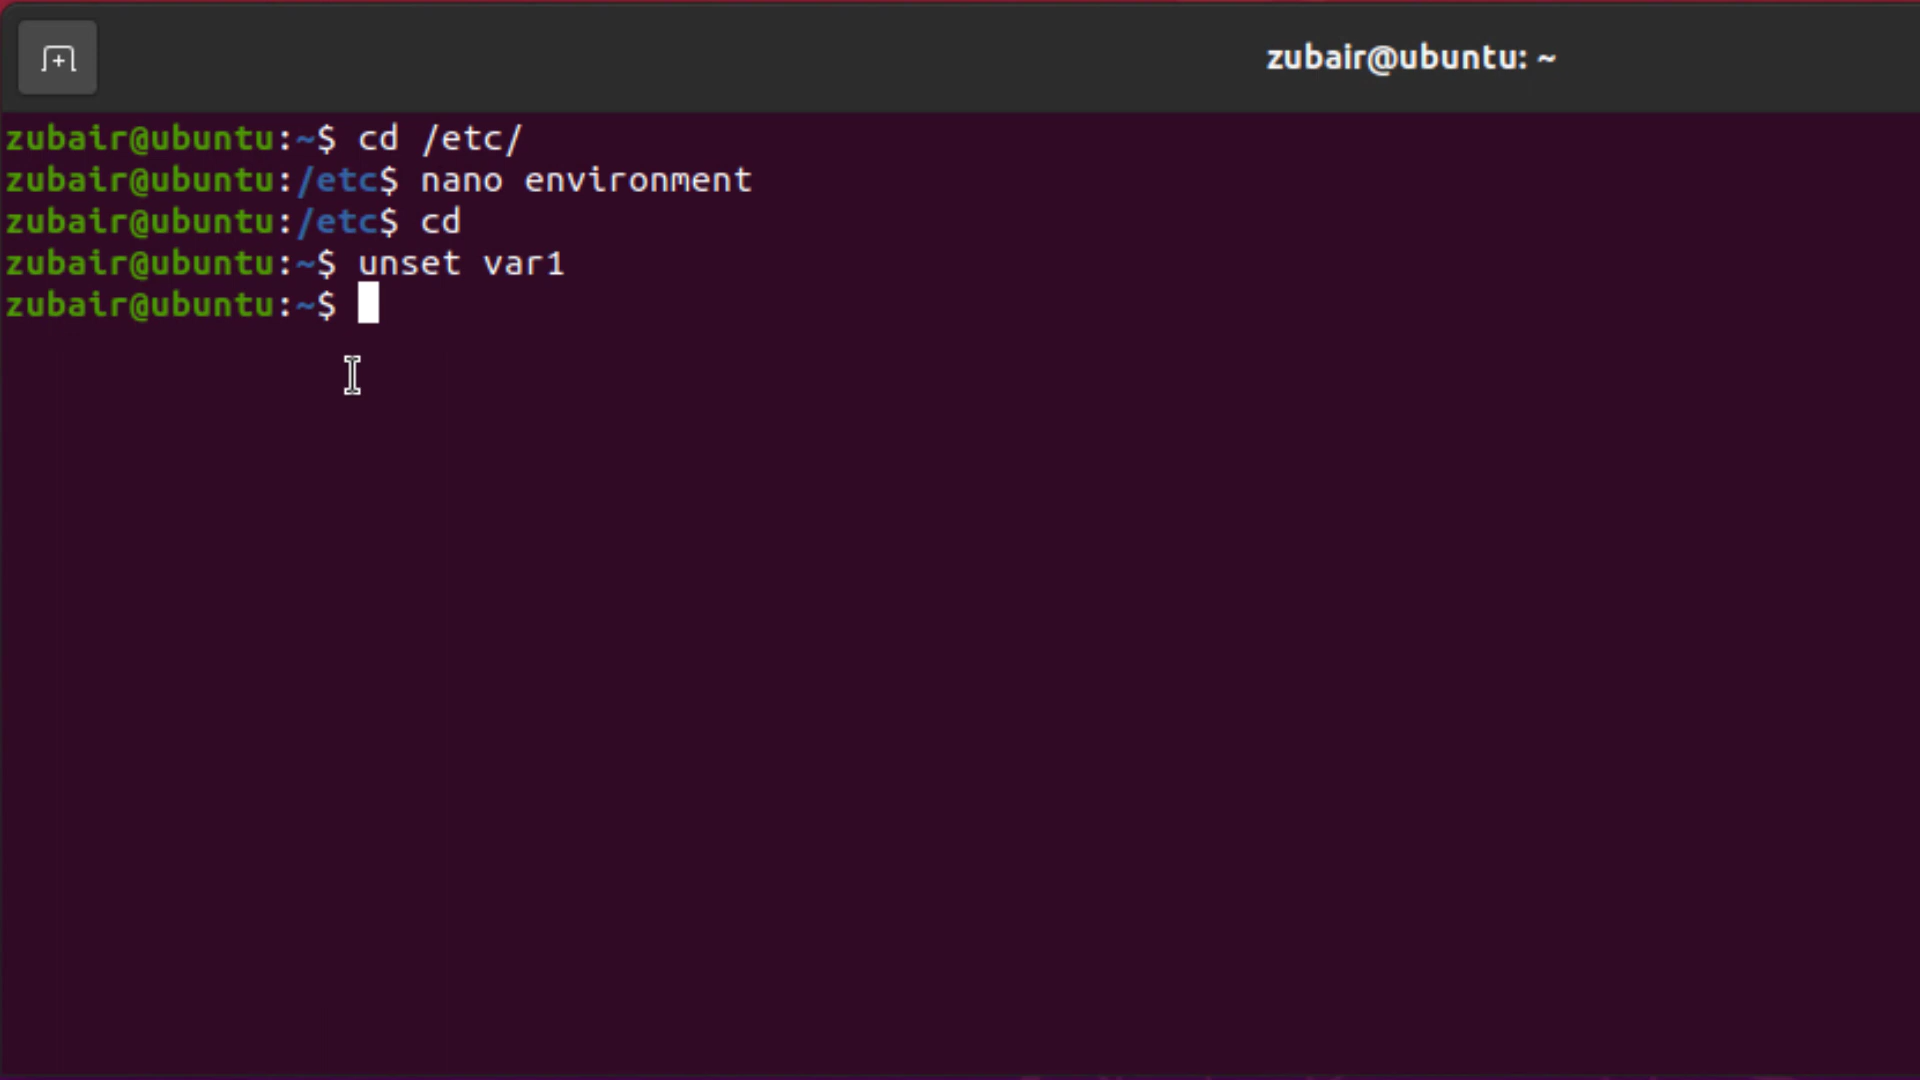 zubair@ubuntu: ~
zubair@ubuntu:~$ cd /etc/
zubair@ubuntu:/etc$ nano environment
zubair@ubuntu:/etc$ cd
zubair@ubuntu:~$ unset var1
zubair@ubuntu:~$